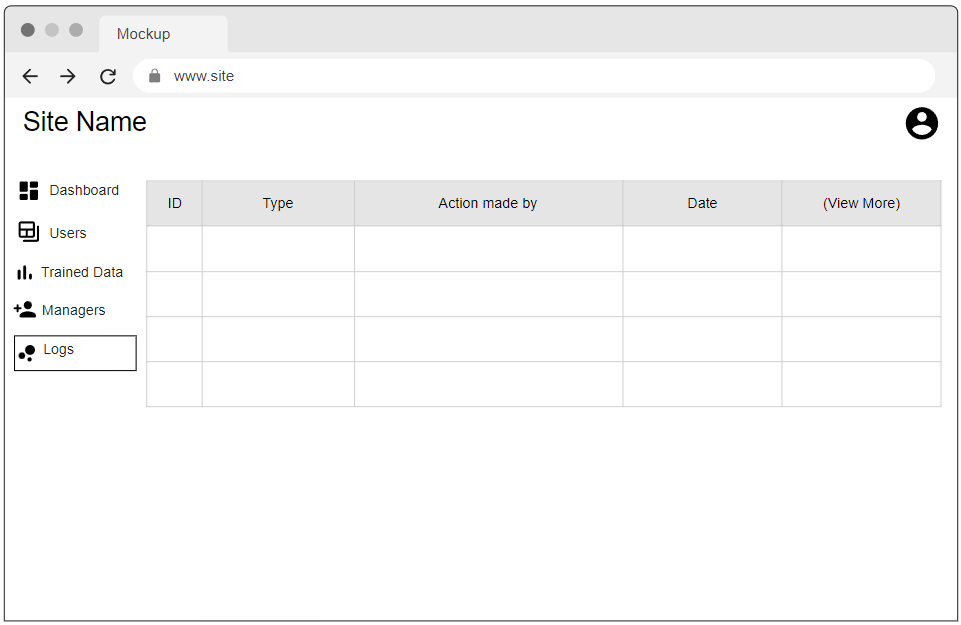 Mockup
www.site
Site Name
Dashboard
Users
Trained Data
Managers
Logs
ID Type Action made by Date (View More)